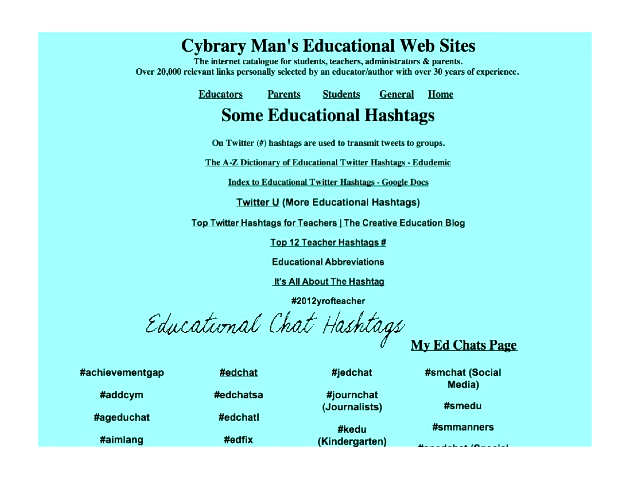 Cybrary Man's Educational Web Sites
The internet catalogue for students, teachers, administrators & parents.
Over 20,000 relevant links personally selected by an educator/author with over 30 years of experience.
Educators Parents Students General Home
Some Educational Hashtags
On Twitter (#) hashtags are used to transmit tweets to groups.
The A-Z Dictionary of Educational Twitter Hashtags - Edudemic
Index to Educational Twitter Hashtags - Google Docs
Twitter U (More Educational Hashtags)
Top Twitter Hashtags for Teachers | The Creative Education Blog
Top 12 Teacher Hashtags #
Educational Abbreviations
It's All About The Hashtag
#2012yrofteacher
Educational Chat Hashtags
My Ed Chats Page
#achievementgap
#addcym
#ageduchat
#aimlang
#edchat
#edchatsa
#edchatl
#edfix
#jedchat
#journchat
(Journalists)
#kedu
(Kindergarten)
#smchat (Social
Media)
#smedu
#smmanners